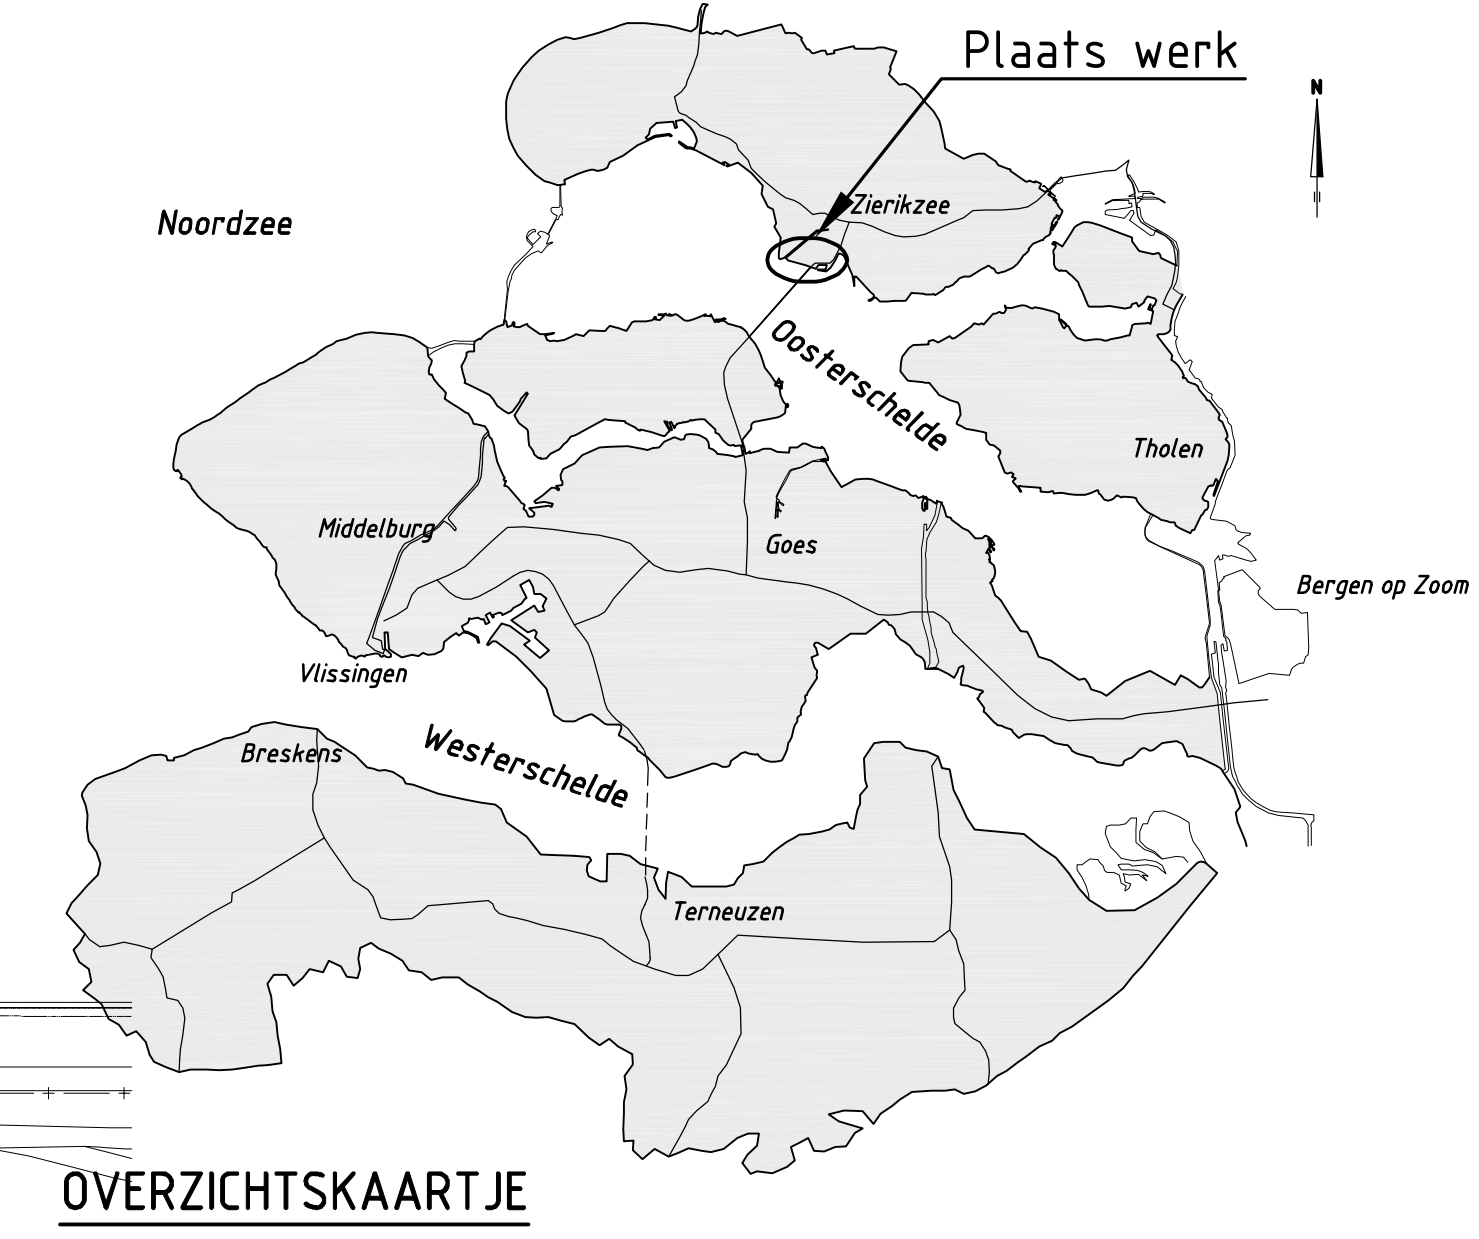 Plaats werk
N
Zierikzee
Noordzee
Oosterschelde
Tholen
Middelburg
Goes
Bergen op Zoom
Vlissingen
Westerschelde
Breskens
Terneuzen
OVERZICHTSKAARTJE